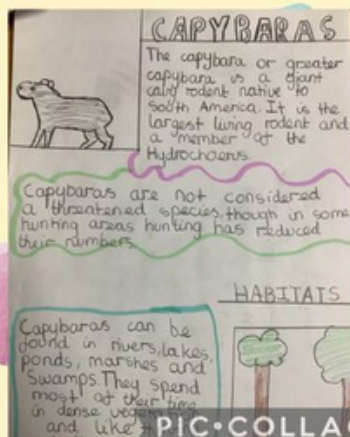 CAPYBARAS
The capybara or greater
capybara is a giant
cavy rodent native to
South America. It is the
largest living rodent and
a member of the
Hydrochoerus.
Capybaras are not considered
a threatened species, though in some
hunting areas hunting has reduced
their numbers.
HABITATS
Capybaras can be
found in rivers, lakes,
ponds, marshes and
Swamps. They spend
most of their time
in dense
and like
PIC•COLLA